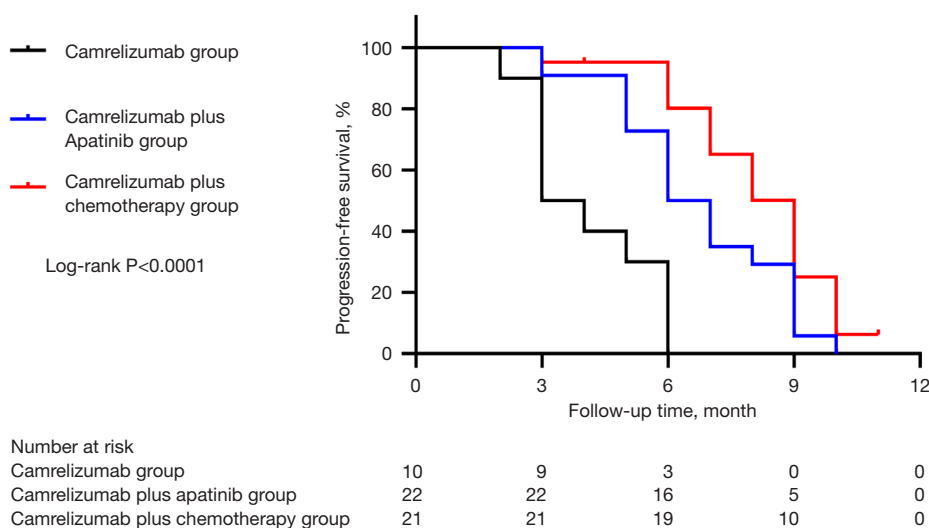 Camrelizumab group
Camrelizumab plus
Apatinib group
Camrelizumab plus
chemotherapy group
Log-rank P<0.0001
Progression-free survival, %
100
80
60
40
20
0
0 3 6 9 12
Follow-up time, month
Number at risk
Camrelizumab group 10 9 3 0 0
Camrelizumab plus apatinib group 22 22 16 5 0
Camrelizumab plus chemotherapy group 21 21 19 10 0